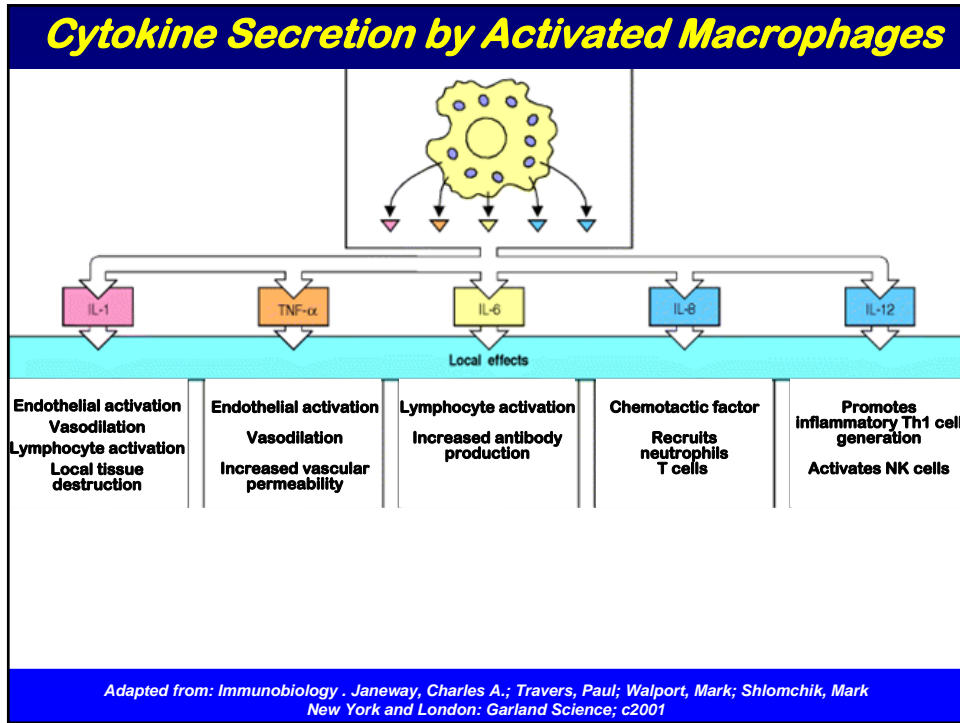 Cytokine Secretion by Activated Macrophages
IL-1
TNF-α
IL-6
IL-8
IL-12
Local effects
Endothelial activation
Vasodilation
Lymphocyte activation
Local tissue
destruction
Endothelial activation
Vasodilation
Increased vascular
permeability
Lymphocyte activation
Increased antibody
production
Chemotactic factor
Recruits
neutrophils
T cells
Promotes
inflammatory Th1 cell
generation
Activates NK cells
Adapted from: Immunobiology . Janeway, Charles A.; Travers, Paul; Walport, Mark; Shlomchik, Mark
New York and London: Garland Science; c2001